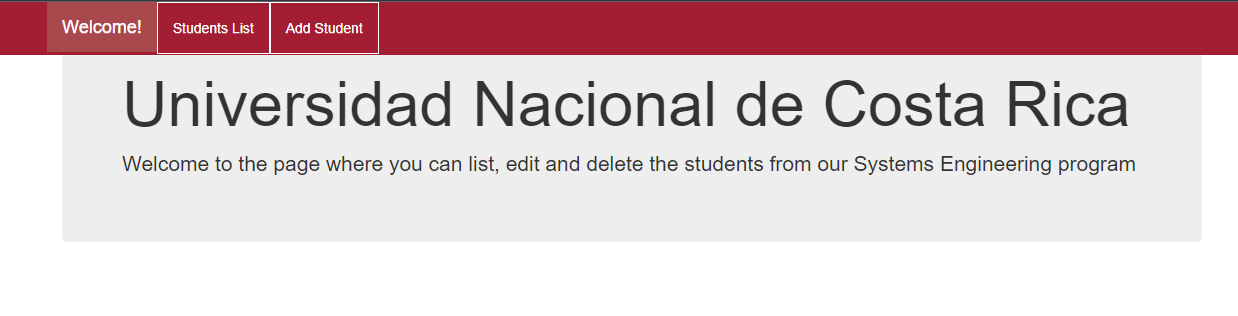 Welcome! Students List Add Student
Universidad Nacional de Costa Rica
Welcome to the page where you can list, edit and delete the students from our Systems Engineering program